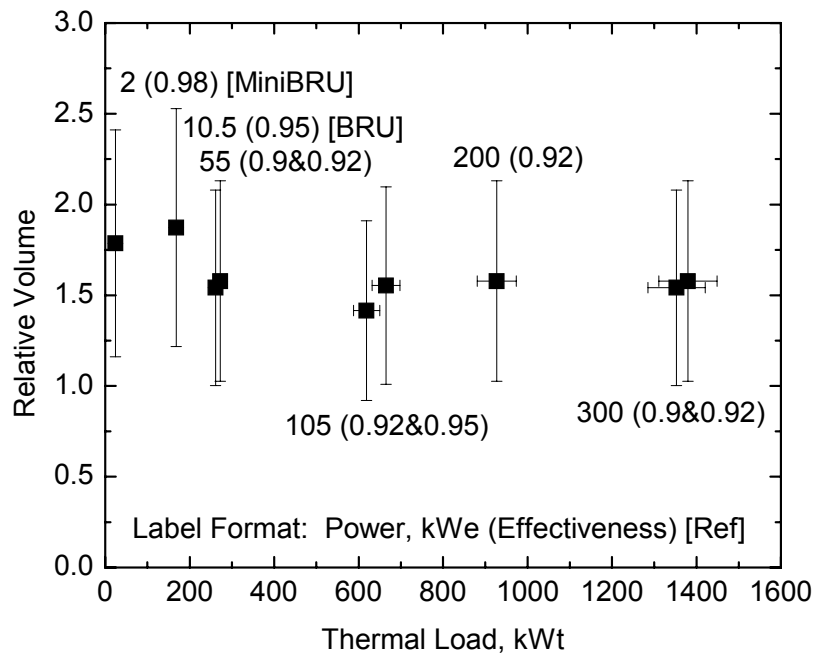 3.0
2 (0.98) [MiniBRU]
2.5
10.5 (0.95) [BRU]
55 (0.9&0.92)
200 (0.92)
2.0
Relative Volume
1.5
1.0
105 (0.92&0.95)
300 (0.9&0.92)
0.5
Label Format: Power, kWe (Effectiveness) [Ref]
0.0
0 200 400 600 800 1000 1200 1400 1600
Thermal Load, kWt